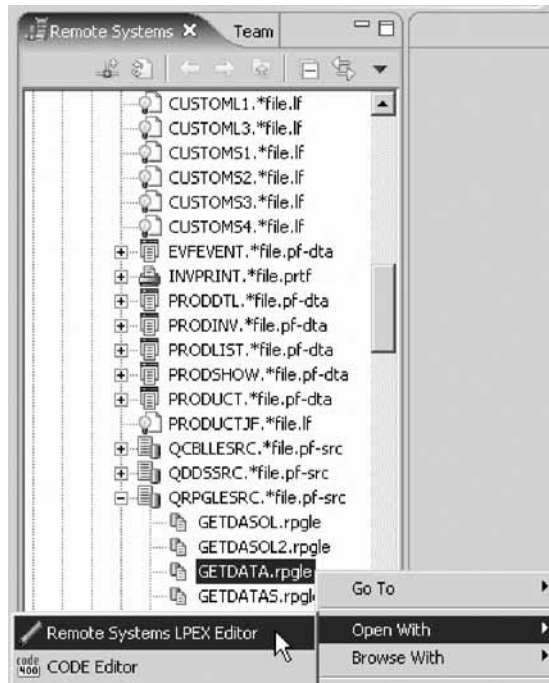 Remote Systems Team
CUSTOML1.*file.lf
CUSTOML3.*file.lf
CUSTOMS1.*file.lf
CUSTOMS2.*file.lf
CUSTOMS3.*file.lf
CUSTOMS4.*file.lf
EVFEVENT.*file.pf-dta
INVPRINT.*file.prtf
PRODDTL.*file.pf-dta
PRODINV.*file.pf-dta
PRODLIST.*file.pf-dta
PRODSHOW.*file.pf-dta
PRODUCT.*file.pf-dta
PRODUCTJF.*file.lf
QCBLLESRC.*file.pf-src
QDDSSRC.*file.pf-src
QRPGLESRC.*file.pf-src
GETDASOL.rpgle
GETDASOL2.rpgle
GETDATA.rpgle
GETDATAS.rpgl
Go To
Open With
Browse With
Remote Systems LPEX Editor
code 400 CODE Editor